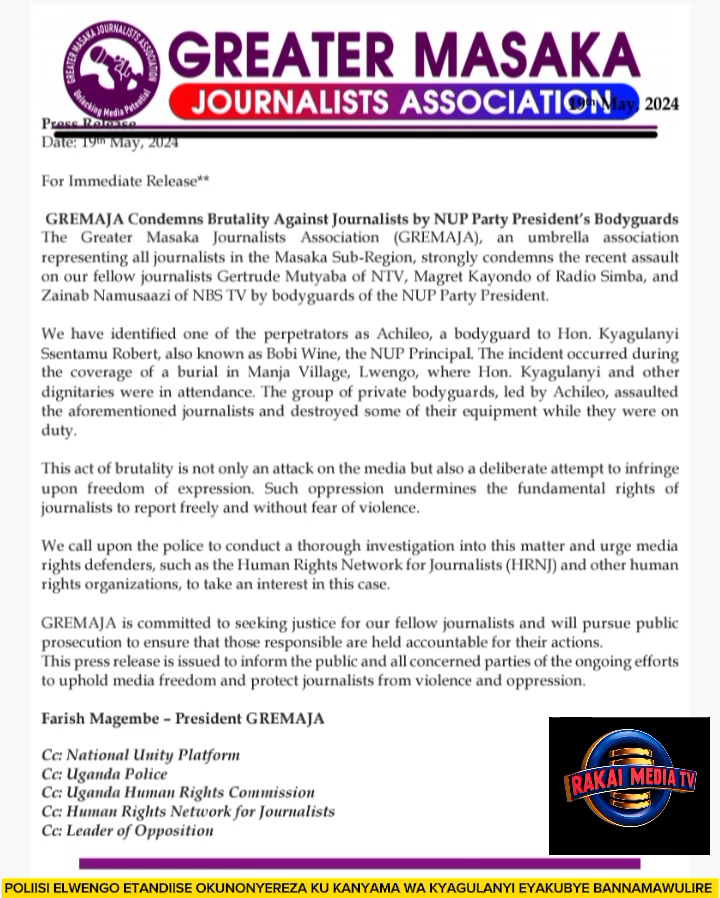 GREATER MASAKA JOURNALISTS ASSOCIATION
Unlocking Media Potential
GREATER MASAKA
JOURNALISTS ASSOCIATION
19th May, 2024
Press Release
Date: 19th May, 2024
For Immediate Release**
GREMAJA Condemns Brutality Against Journalists by NUP Party President's Bodyguards
The Greater Masaka Journalists Association (GREMAJA), an umbrella association
representing all journalists in the Masaka Sub-Region, strongly condemns the recent assault
on our fellow journalists Gertrude Mutyaba of NTV, Magret Kayondo of Radio Simba, and
Zainab Namusaazi of NBS TV by bodyguards of the NUP Party President.
We have identified one of the perpetrators as Achileo, a bodyguard to Hon. Kyagulanyi
Ssentamu Robert, also known as Bobi Wine, the NUP Principal. The incident occurred during
the coverage of a burial in Manja Village, Lwengo, where Hon. Kyagulanyi and other
dignitaries were in attendance. The group of private bodyguards, led by Achileo, assaulted
the aforementioned journalists and destroyed some of their equipment while they were on
duty.
This act of brutality is not only an attack on the media but also a deliberate attempt to infringe
upon freedom of expression. Such oppression undermines the fundamental rights of
journalists to report freely and without fear of violence.
We call upon the police to conduct a thorough investigation into this matter and urge media
rights defenders, such as the Human Rights Network for Journalists (HRNJ) and other human
rights organizations, to take an interest in this case.
GREMAJA is committed to seeking justice for our fellow journalists and will pursue public
prosecution to ensure that those responsible are held accountable for their actions.
This press release is issued to inform the public and all concerned parties of the ongoing efforts
to uphold media freedom and protect journalists from violence and oppression.
Farish Magembe – President GREMAJA
Cc: National Unity Platform
Cc: Uganda Police
Cc: Uganda Human Rights Commission
Cc: Human Rights Network for Journalists
Cc: Leader of Opposition
RAKAI MEDIA TV
POLIISI ELWENGO ETANDIISE OKUNONYEREZA KU KANYAMA WA KYAGULANYI EYAKUBYE BANNAMAWULIRE